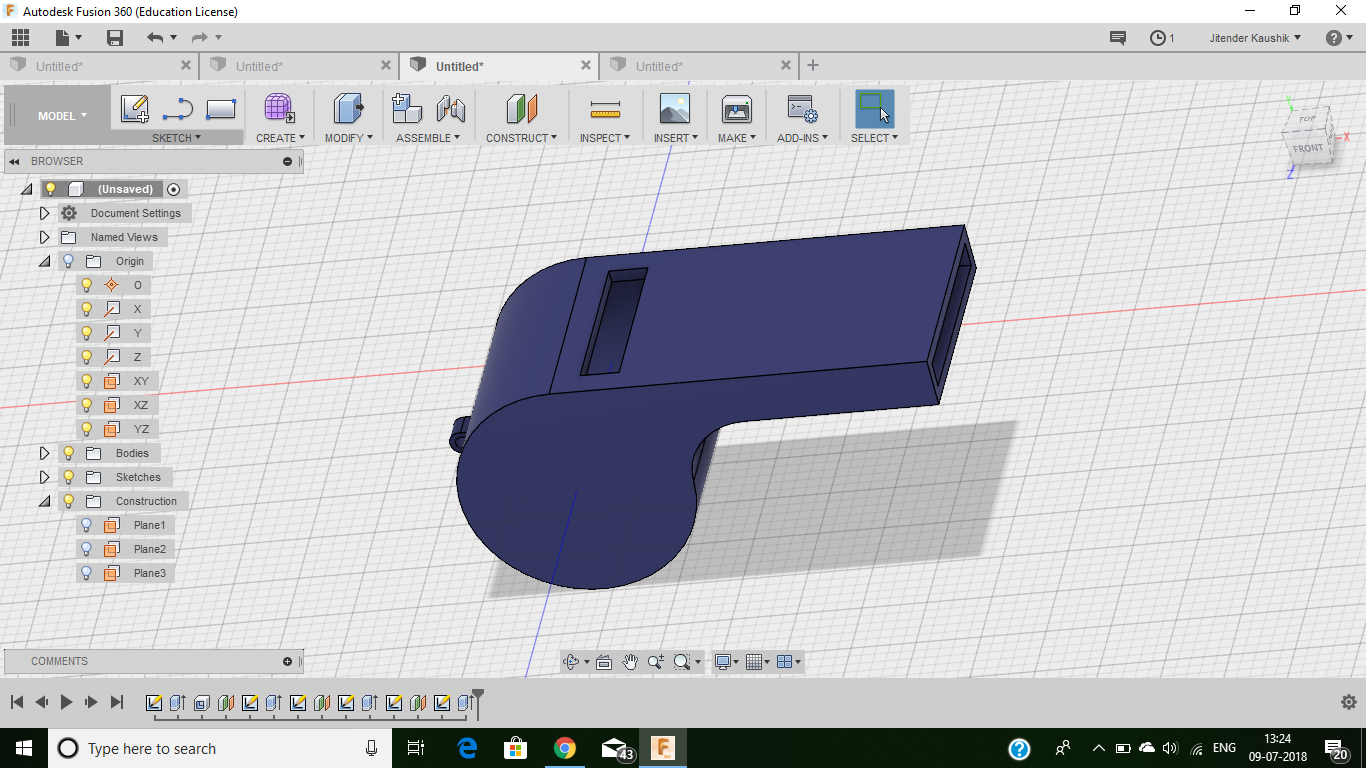 Autodesk Fusion 360 (Education License)
1 Jitender Kaushik ?
Untitled* Untitled* Untitled* Untitled*
MODEL
SKETCH CREATE MODIFY ASSEMBLE CONSTRUCT INSPECT INSERT MAKE ADD-INS SELECT
Y
TOP
X
FRONT
Z
BROWSER
(Unsaved)
Document Settings
Named Views
Origin
O
X
Y
Z
XY
XZ
YZ
Bodies
Sketches
Construction
Plane1
Plane2
Plane3
COMMENTS
Type here to search
43
?
ENG
13:24
09-07-2018
20